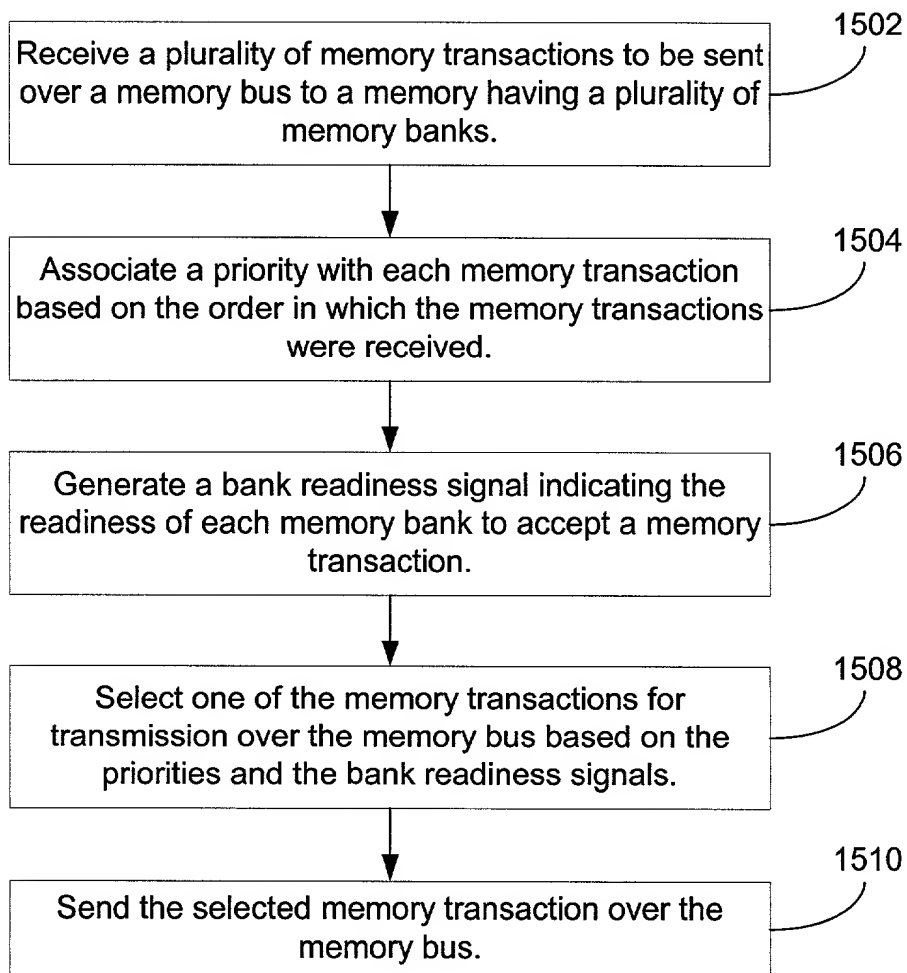 1502
Receive a plurality of memory transactions to be sent
over a memory bus to a memory having a plurality of
memory banks.
1504
Associate a priority with each memory transaction
based on the order in which the memory transactions
were received.
1506
Generate a bank readiness signal indicating the
readiness of each memory bank to accept a memory
transaction.
1508
Select one of the memory transactions for
transmission over the memory bus based on the
priorities and the bank readiness signals.
1510
Send the selected memory transaction over the
memory bus.